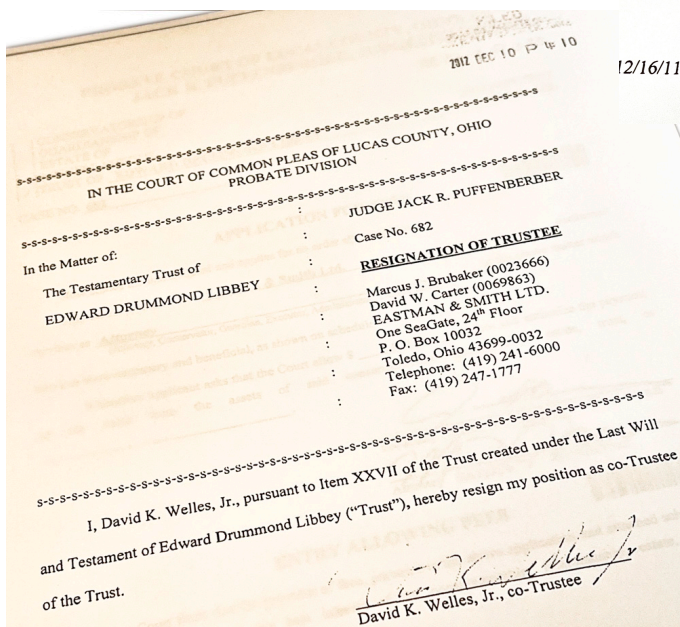 2012 DEC 10 P 4: 10
12/16/11
s-s-s-s-s-s-s-s-s-s-s-s-s-s-s-s-s-s-s-s-s-s-s-s-s-s-s-s-s-s-s-s-s-s-s-s-s-s-s-s-s-s-s-s-s-s-s
IN THE COURT OF COMMON PLEAS OF LUCAS COUNTY, OHIO
PROBATE DIVISION
s-s-s-s-s-s-s-s-s-s-s-s-s-s-s-s-s-s-s-s-s-s-s-s-s-s-s-s-s-s-s-s-s-s-s-s-s-s-s-s-s-s-s-s-s-s-s
In the Matter of: : JUDGE JACK R. PUFFENBERBER
The Testamentary Trust of : Case No. 682
EDWARD DRUMMOND LIBBEY : RESIGNATION OF TRUSTEE
: Marcus J. Brubaker (0023666)
David W. Carter (0069863)
: EASTMAN & SMITH LTD.
One SeaGate, 24th Floor
: P. O. Box 10032
Toledo, Ohio 43699-0032
: Telephone: (419) 241-6000
Fax: (419) 247-1777
:
s-s-s-s-s-s-s-s-s-s-s-s-s-s-s-s-s-s-s-s-s-s-s-s-s-s-s-s-s-s-s-s-s-s-s-s-s-s-s-s-s-s-s-s-s-s-s
I, David K. Welles, Jr., pursuant to Item XXVII of the Trust created under the Last Will
and Testament of Edward Drummond Libbey (“Trust”), hereby resign my position as co-Trustee
of the Trust.
David K. Welles, Jr., co-Trustee